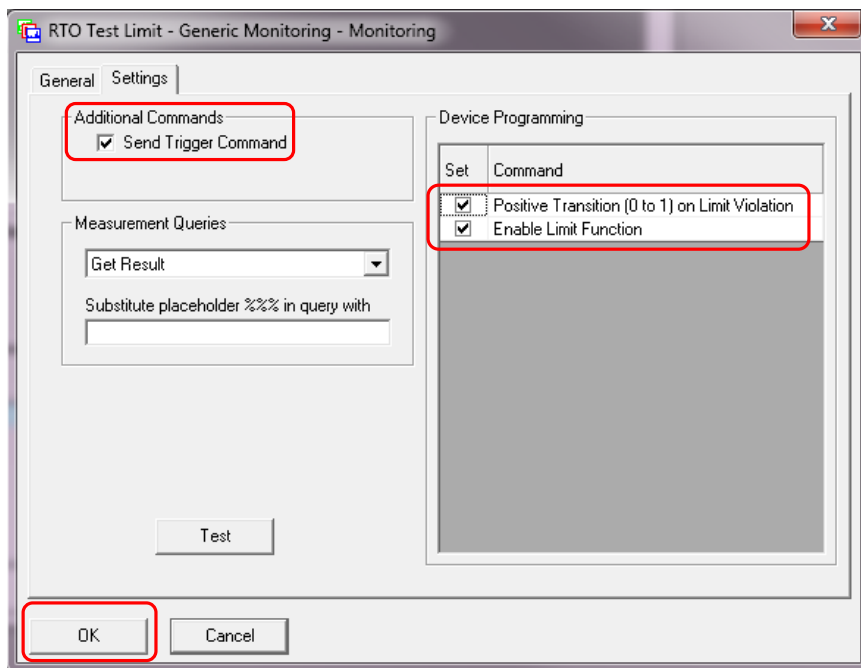 RTO Test Limit - Generic Monitoring - Monitoring
General Settings
Additional Commands
Send Trigger Command
Measurement Queries
Get Result
Substitute placeholder %%% in query with
Test
Device Programming
Set Command
Positive Transition (0 to 1) on Limit Violation
Enable Limit Function
OK Cancel